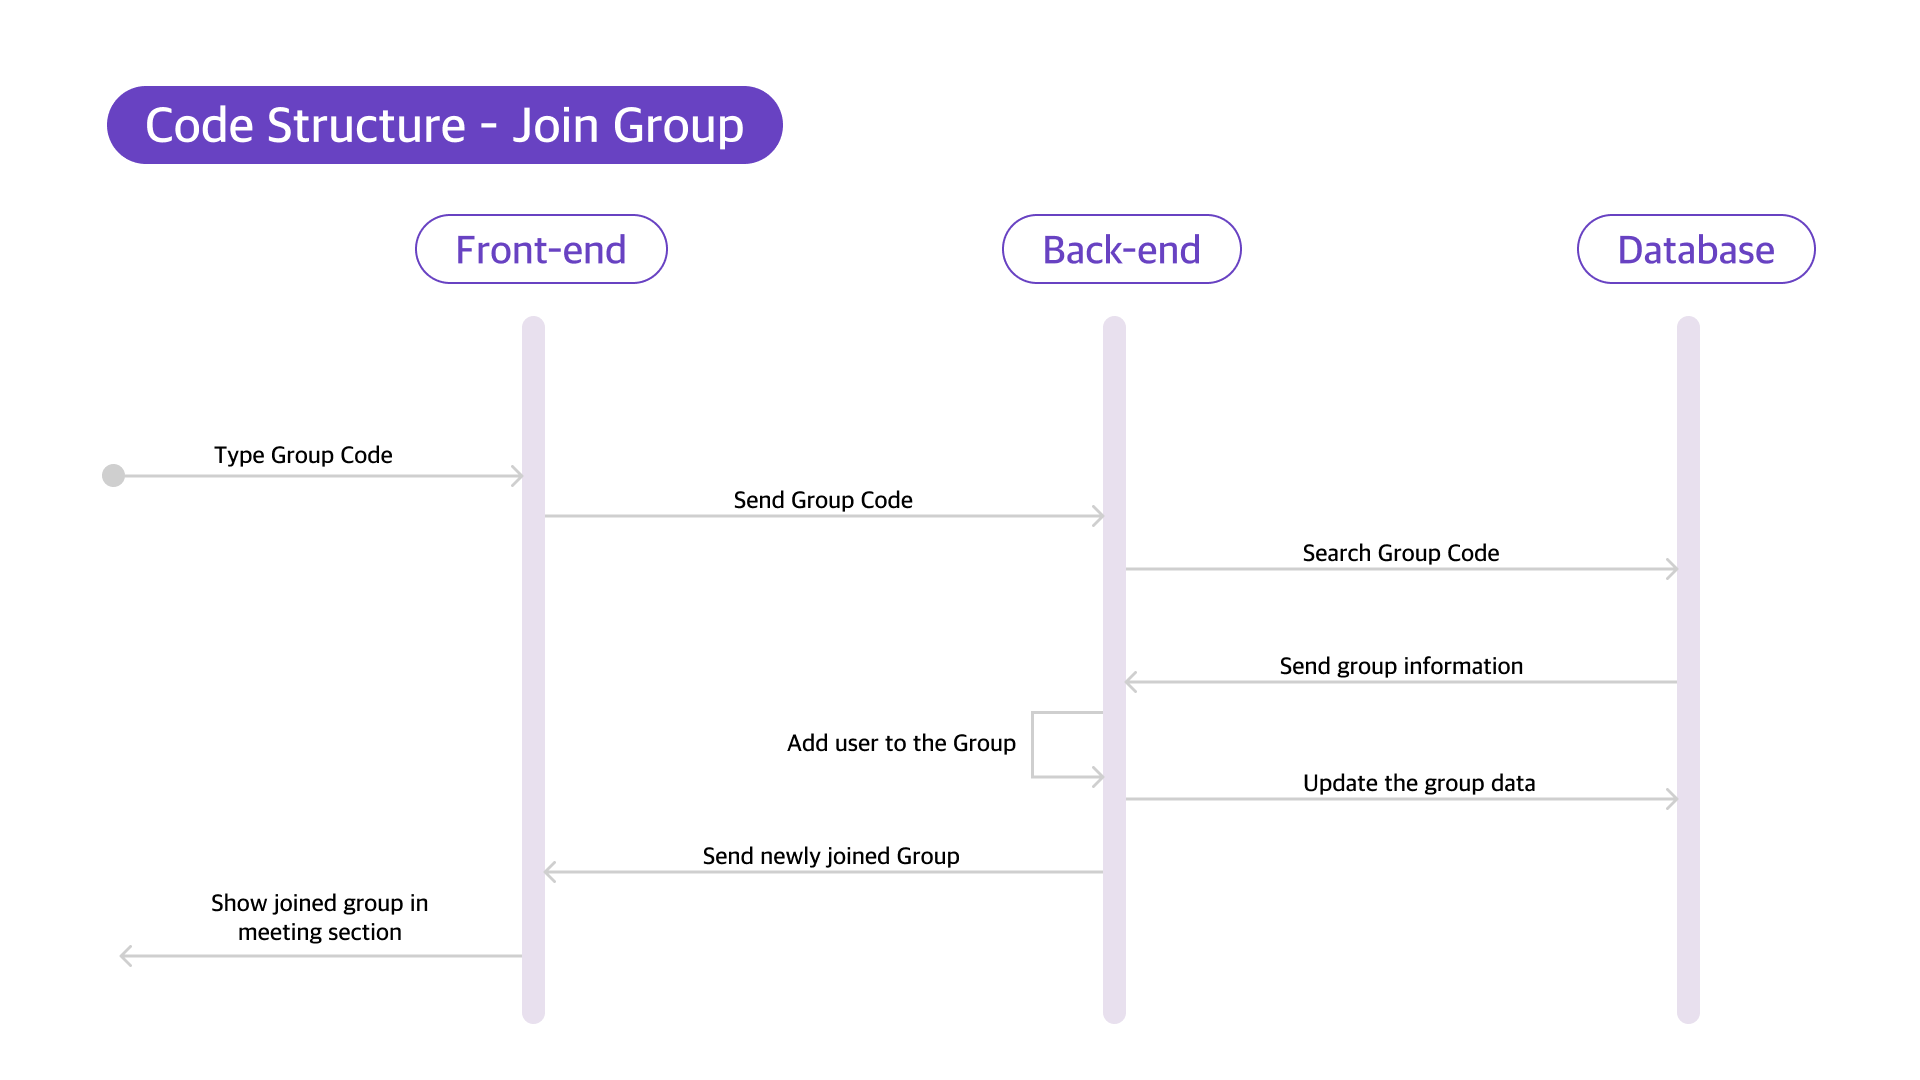 Code Structure - Join Group
Front-end
Back-end
Database
Type Group Code
Send Group Code
Search Group Code
Send group information
Add user to the Group
Update the group data
Send newly joined Group
Show joined group in
meeting section